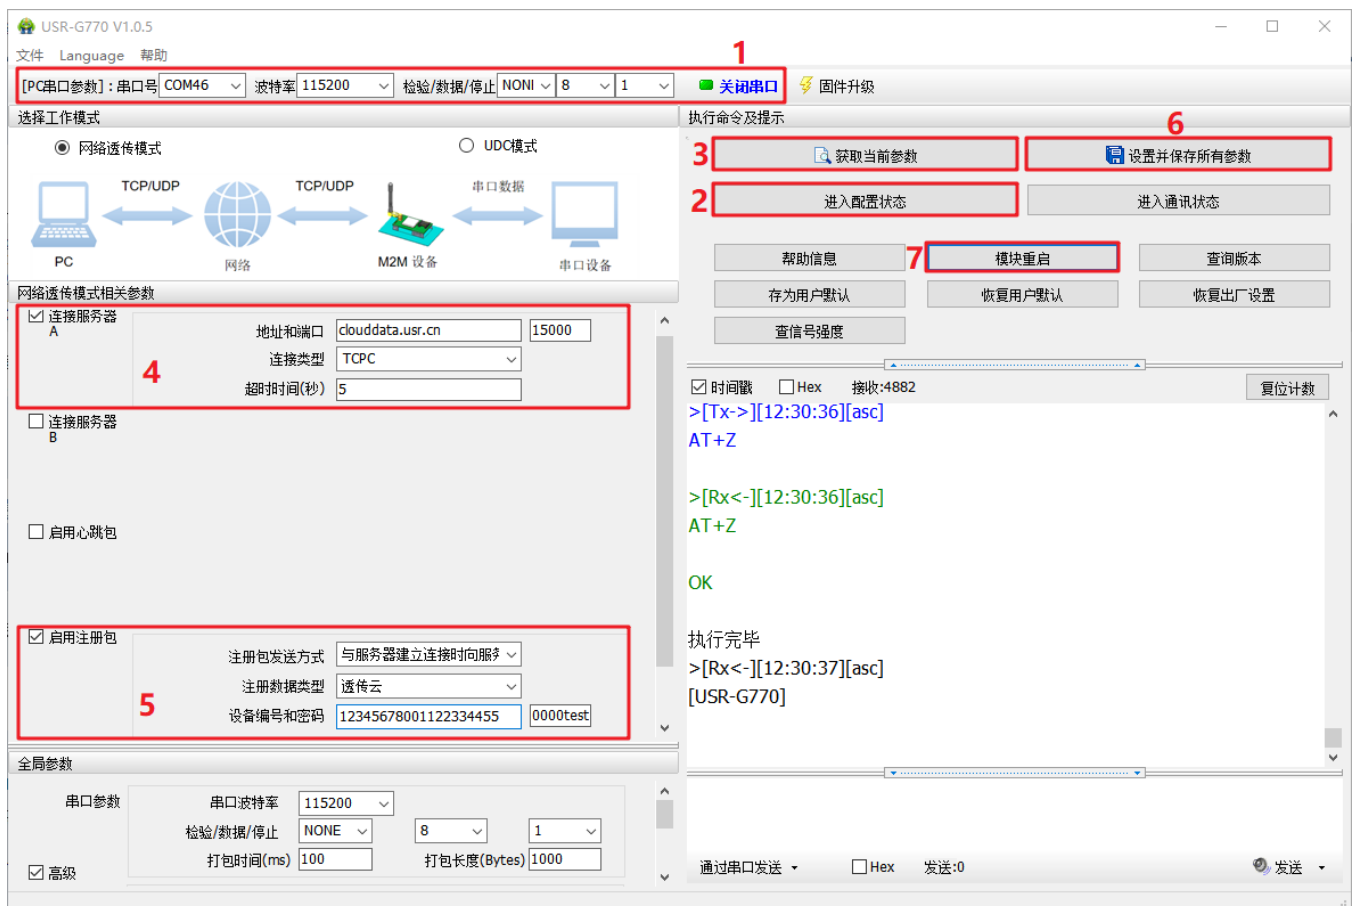 USR-G770 V1.0.5
文件 Language 帮助
1
[PC串口参数]：串口号 COM46 波特率 115200 检验/数据/停止 NONI 8 1 关闭串口 固件升级
选择工作模式
网络透传模式 UDC模式
TCP/UDP TCP/UDP 串口数据
PC 网络 M2M 设备 串口设备
网络透传模式相关参数
连接服务器
A
地址和端口 clouddata.usr.cn 15000
连接类型 TCPC
4
超时时间(秒) 5
连接服务器
B
启用心跳包
启用注册包
注册包发送方式 与服务器建立连接时向服务
注册数据类型 透传云
5
设备编号和密码 12345678001122334455 0000test
全局参数
串口参数 串口波特率 115200
检验/数据/停止 NONE 8 1
打包时间(ms) 100 打包长度(Bytes) 1000
高级
执行命令及提示
6
3 获取当前参数 设置并保存所有参数
2 进入配置状态 进入通讯状态
帮助信息 7 模块重启 查询版本
存为用户默认 恢复用户默认 恢复出厂设置
查信号强度
时间戳 Hex 接收:4882 复位计数
>[Tx->][12:30:36][asc]
AT+Z
>[Rx<-][12:30:36][asc]
AT+Z
OK
执行完毕
>[Rx<-][12:30:37][asc]
[USR-G770]
通过串口发送 Hex 发送:0 发送